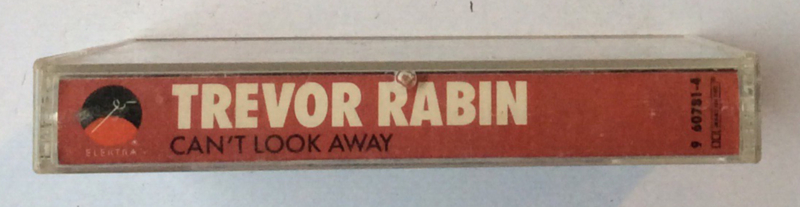 ELEKTRA
TREVOR RABIN
CAN'T LOOK AWAY
9 60781-4